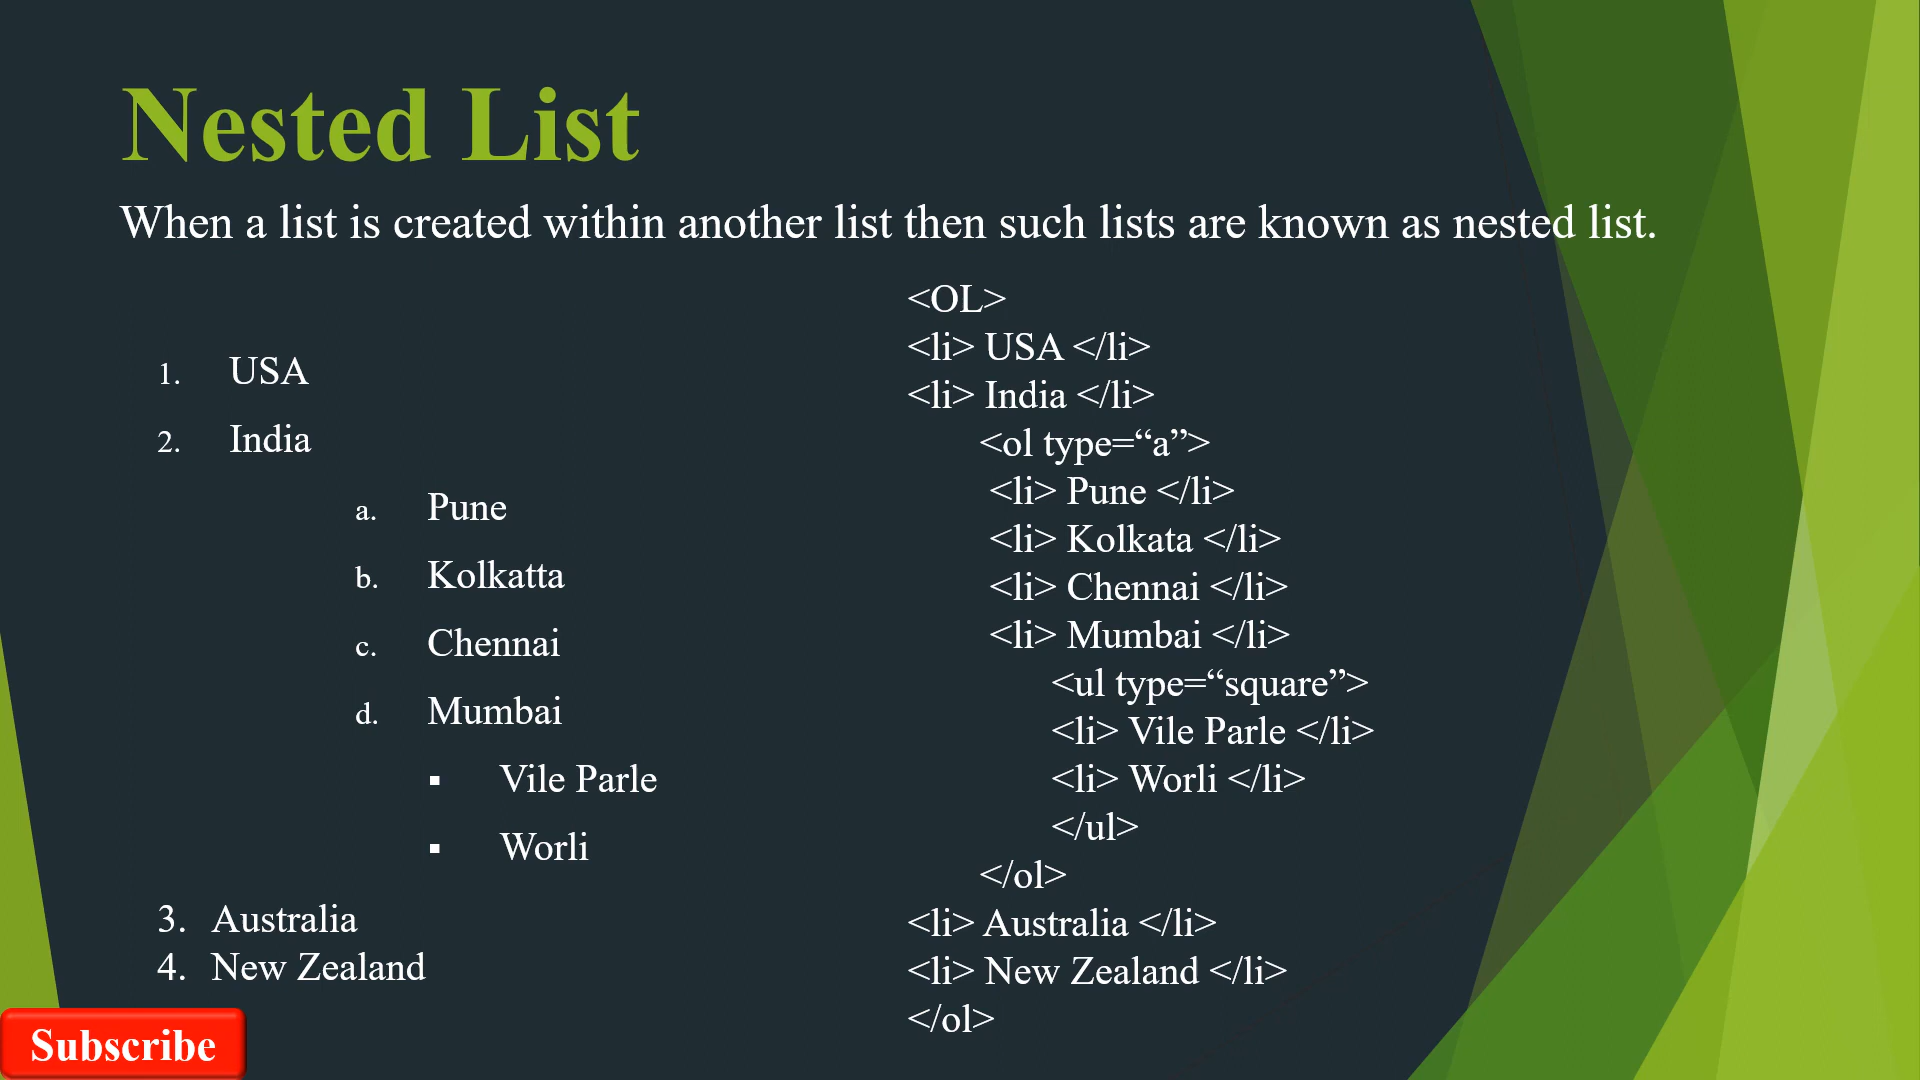 Nested List
When a list is created within another list then such lists are known as nested list.
1. USA
2. India
a. Pune
b. Kolkatta
c. Chennai
d. Mumbai
▪ Vile Parle
▪ Worli
3. Australia
4. New Zealand
<OL>
<li> USA </li>
<li> India </li>
<ol type=“a”>
<li> Pune </li>
<li> Kolkata </li>
<li> Chennai </li>
<li> Mumbai </li>
<ul type=“square”>
<li> Vile Parle </li>
<li> Worli </li>
</ul>
</ol>
<li> Australia </li>
<li> New Zealand </li>
</ol>
Subscribe